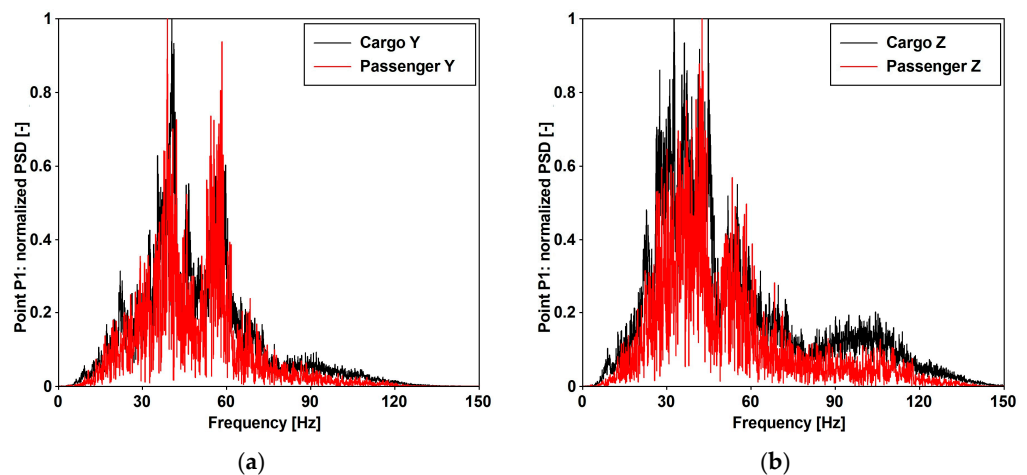 Cargo Y
Passenger Y
Point P1: normalized PSD [-]
1
0.8
0.6
0.4
0.2
0
0 30 60 90 120 150
Frequency [Hz]
(a)
Cargo Z
Passenger Z
Point P1: normalized PSD [-]
1
0.8
0.6
0.4
0.2
0
0 30 60 90 120 150
Frequency [Hz]
(b)